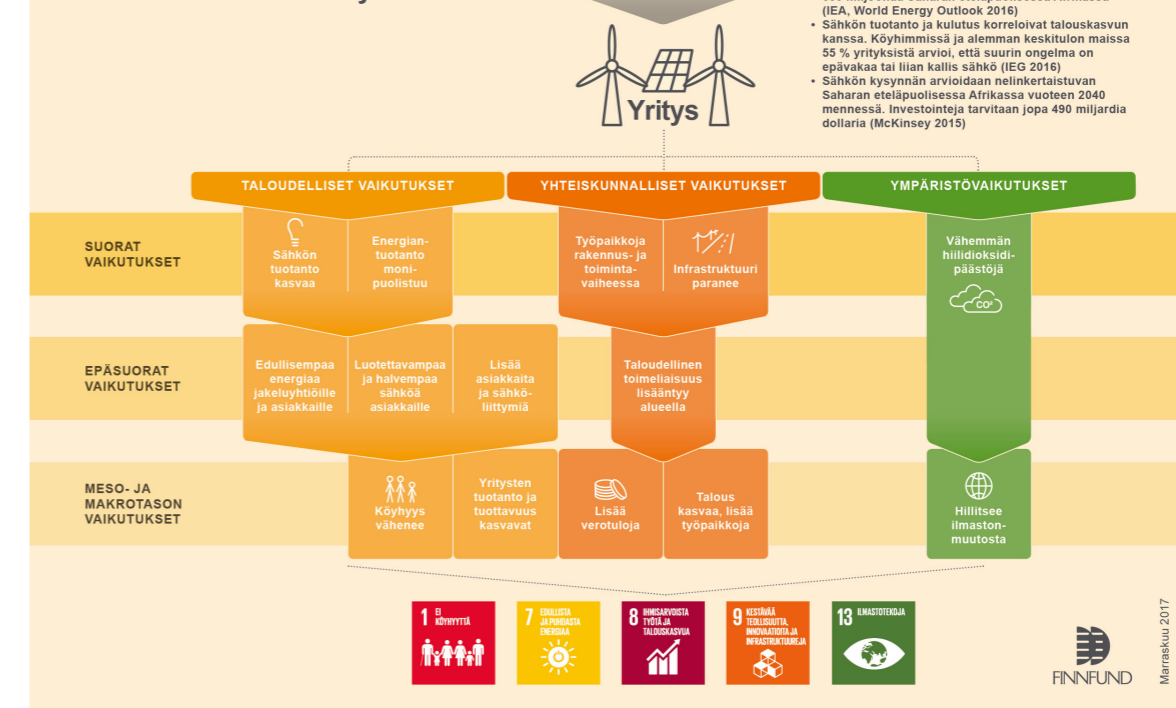 (IEA, World Energy Outlook 2016)
• Sähkön tuotanto ja kulutus korreloivat talouskasvun
kanssa. Köyhimmissä ja alemman keskitulon maissa
55 % yrityksistä arvioi, että suurin ongelma on
epävakaa tai liian kallis sähkö (IEG 2016)
• Sähkön kysynnän arvioidaan nelinkertaistuvan
Saharan eteläpuolisessa Afrikassa vuoteen 2040
mennessä. Investointeja tarvitaan jopa 490 miljardia
dollaria (McKinsey 2015)
Yritys
TALOUDELLISET VAIKUTUKSET
YHTEISKUNNALLISET VAIKUTUKSET
YMPÄRISTÖVAIKUTUKSET
SUORAT
VAIKUTUKSET
Sähkön
tuotanto
kasvaa
Energian-
tuotanto
moni-
puolistuu
Työpaikkoja
rakennus- ja
toiminta-
vaiheessa
Infrastruktuuri
paranee
Vähemmän
hiilidioksidi-
päästöjä
CO²
EPÄSUORAT
VAIKUTUKSET
Edullisempaa
energiaa
jakeluyhtiöille
ja asiakkaille
Luotettavampaa
ja halvempaa
sähköä
asiakkaille
Lisää
asiakkaita
ja sähkö-
liittymiä
Taloudellinen
toimeliaisuus
lisääntyy
alueella
MESO- JA
MAKROTASON
VAIKUTUKSET
Köyhyys
vähenee
Yritysten
tuotanto ja
tuottavuus
kasvavat
Lisää
verotuloja
Talous
kasvaa, lisää
työpaikkoja
Hillitsee
ilmaston-
muutosta
1 EI
KÖYHYYTTÄ
7 EDULLISTA
JA PUHDASTA
ENERGIAA
8 IHMISARVOISTA
TYÖTÄ JA
TALOUSKASVUA
9 KESTÄVÄÄ
TEOLLISUUTTA,
INNOVAATIOITA JA
INFRASTRUKTUUREJA
13 ILMASTOTEKOJA
FINNFUND
Marraskuu 2017